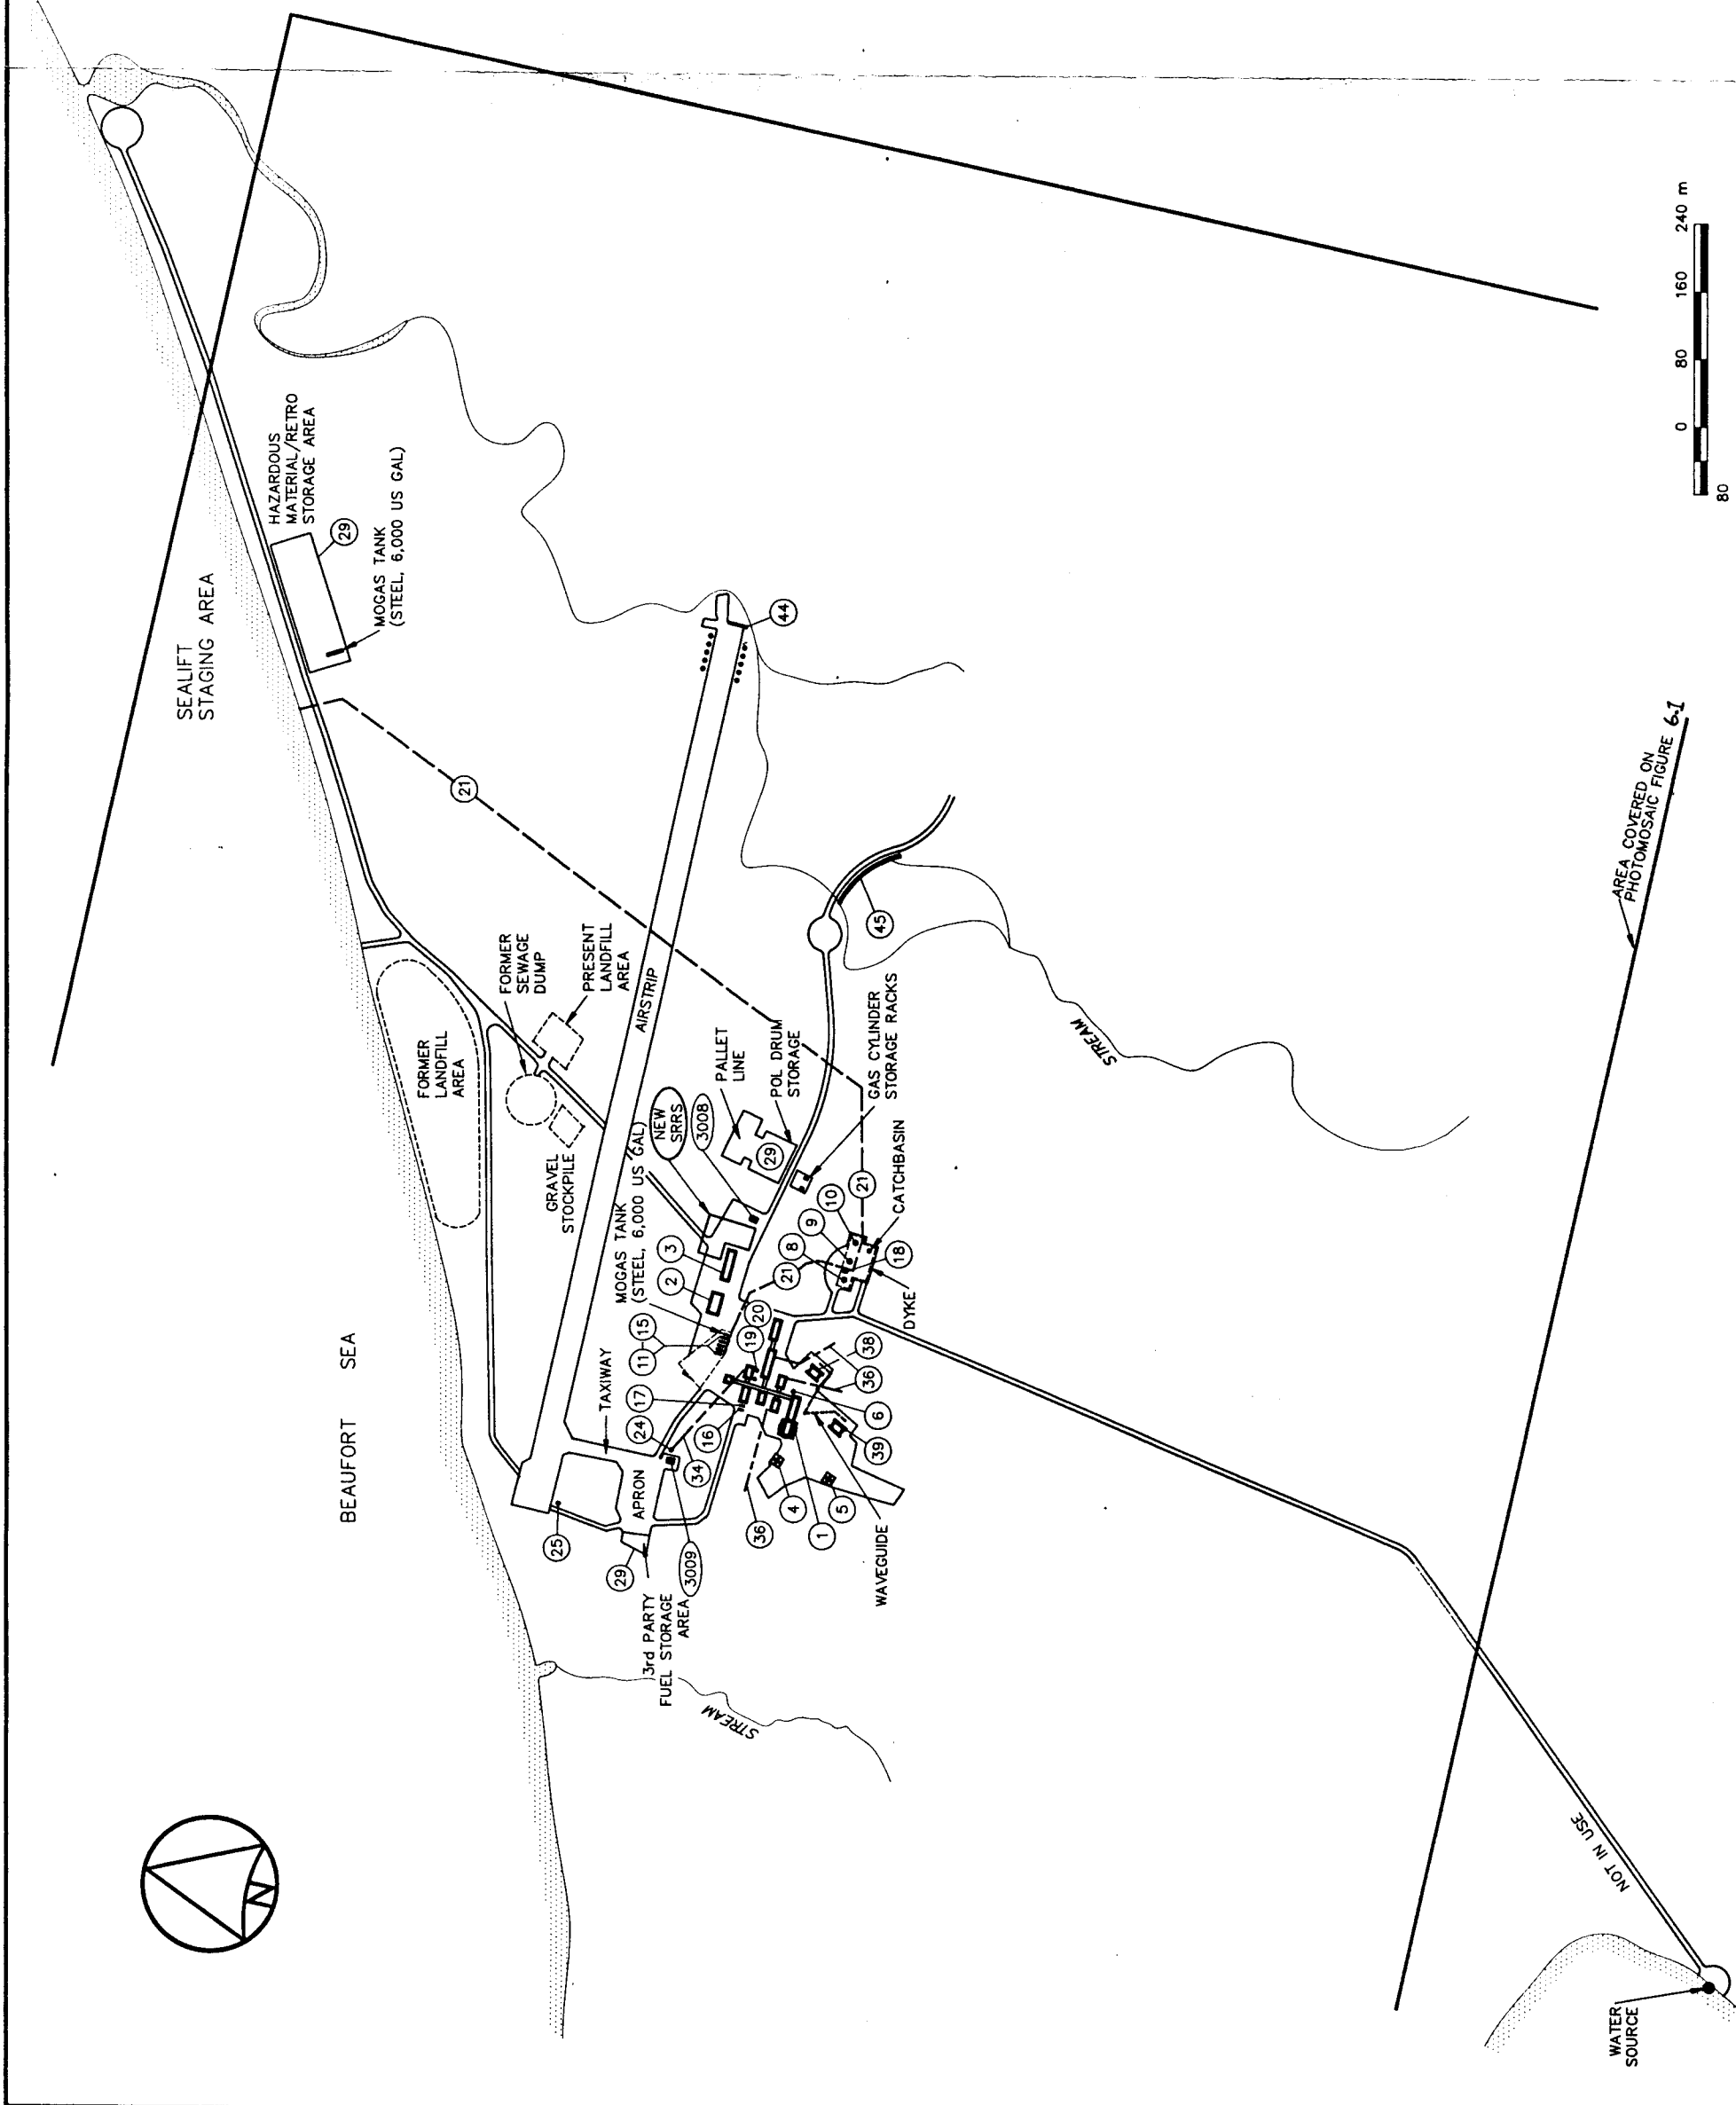 N
BEAUFORT SEA
SEALIFT
STAGING AREA
HAZARDOUS
MATERIAL/RETRO
STORAGE AREA
29
MOGAS TANK
(STEEL, 6,000 US GAL)
21
44
FORMER
LANDFILL
AREA
FORMER
SEWAGE
DUMP
PRESENT
LANDFILL
AREA
GRAVEL
STOCKPILE
AIRSTRIP
TAXIWAY
APRON
25
29
3rd PARTY
FUEL STORAGE
AREA
3009
STREAM
MOGAS TANK
(STEEL, 6,000 US GAL)
NEW
SRRS
3008
PALLET
LINE
29
POL DRUM
STORAGE
GAS CYLINDER
STORAGE RACKS
45
STREAM
11
15
2
3
24
17
34
16
19
20
21
8
9
10
21
CATCHBASIN
18
DYKE
36
4
1
5
6
36
38
39
WAVEGUIDE
NOT IN USE
WATER
SOURCE
AREA COVERED ON
PHOTOMOSAIC FIGURE 6-1
80 0 80 160 240 m